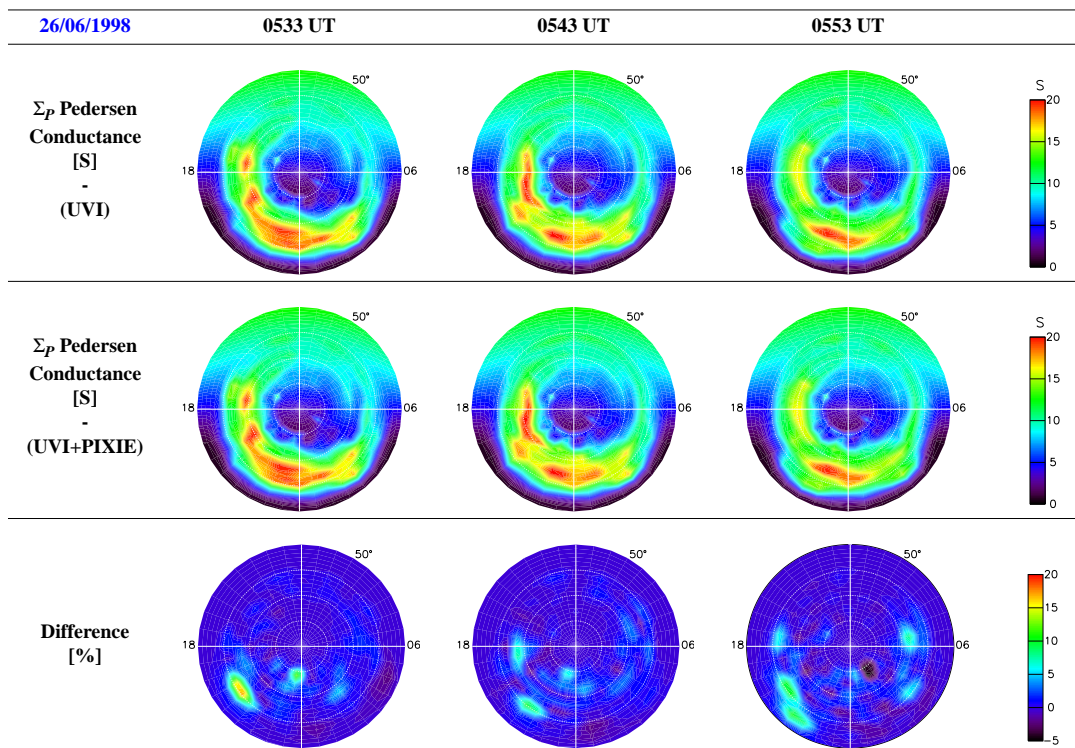 26/06/1998 0533 UT 0543 UT 0553 UT
Σ_P Pedersen
Conductance
[S]
-
(UVI)
50° 50° 50°
18 06 18 06 18 06
S
20
15
10
5
0
Σ_P Pedersen
Conductance
[S]
-
(UVI+PIXIE)
50° 50° 50°
18 06 18 06 18 06
S
20
15
10
5
0
Difference
[%]
50° 50° 50°
18 06 18 06 18 06
20
15
10
5
0
−5